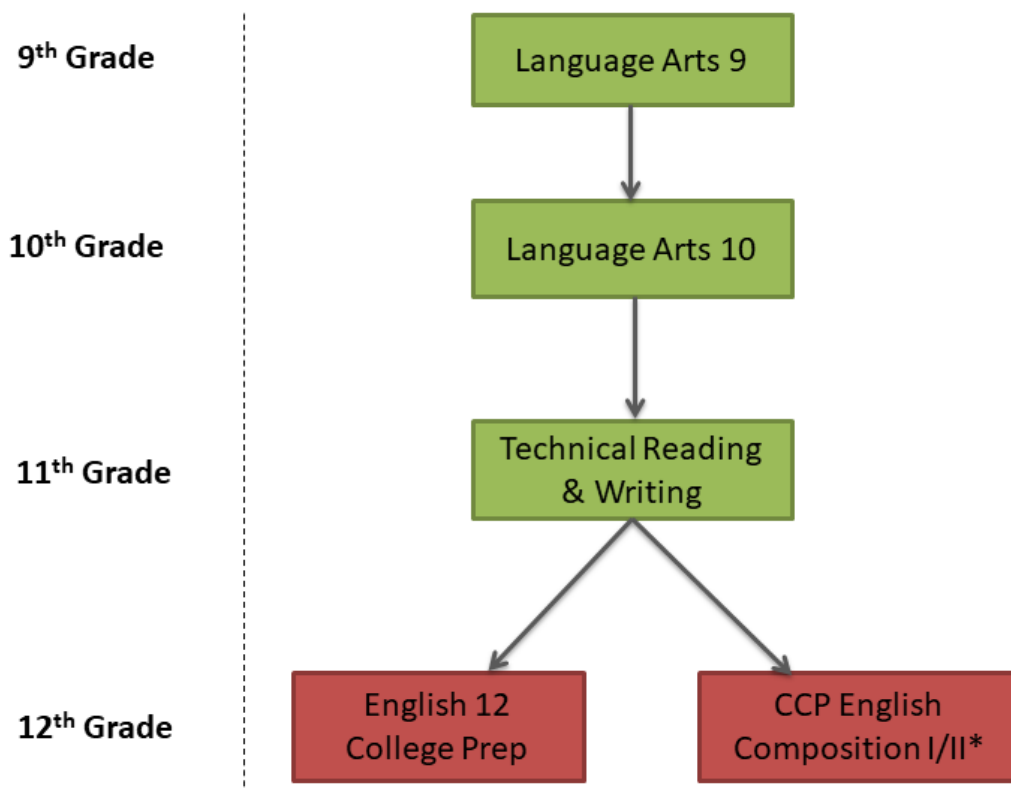 9th Grade
Language Arts 9
10th Grade
Language Arts 10
11th Grade
Technical Reading
& Writing
12th Grade
English 12
College Prep
CCP English
Composition I/II*